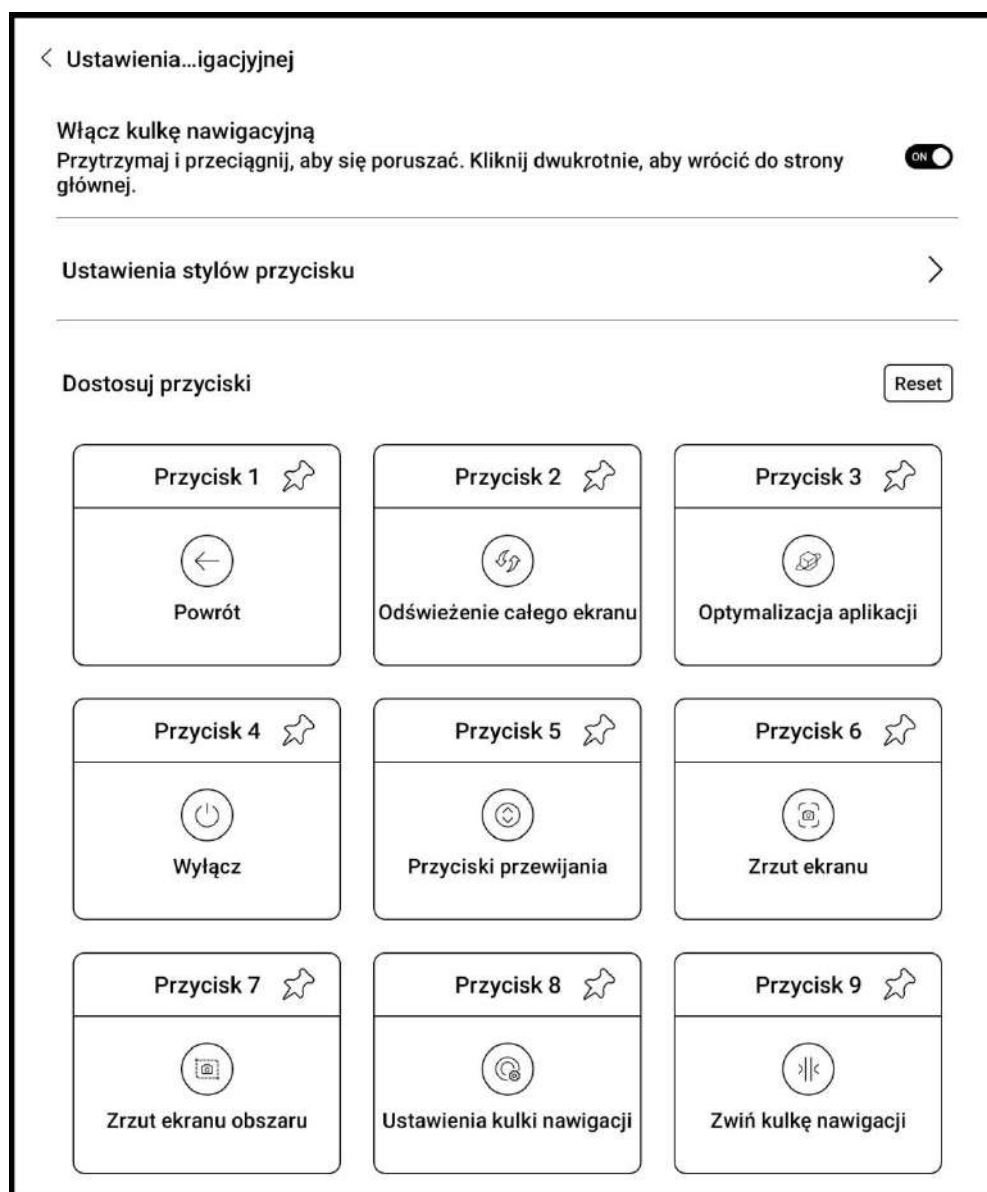 Ustawienia...igacjyjnej
Włącz kulkę nawigacyjną
Przytrzymaj i przeciągnij, aby się poruszać. Kliknij dwukrotnie, aby wrócić do strony
głównej.
ON
Ustawienia stylów przycisku
Dostosuj przyciski
Reset
Przycisk 1
Przycisk 2
Przycisk 3
Powrót
Odświeżenie całego ekranu
Optymalizacja aplikacji
Przycisk 4
Przycisk 5
Przycisk 6
Wyłącz
Przyciski przewijania
Zrzut ekranu
Przycisk 7
Przycisk 8
Przycisk 9
Zrzut ekranu obszaru
Ustawienia kulki nawigacji
Zwiń kulkę nawigacji